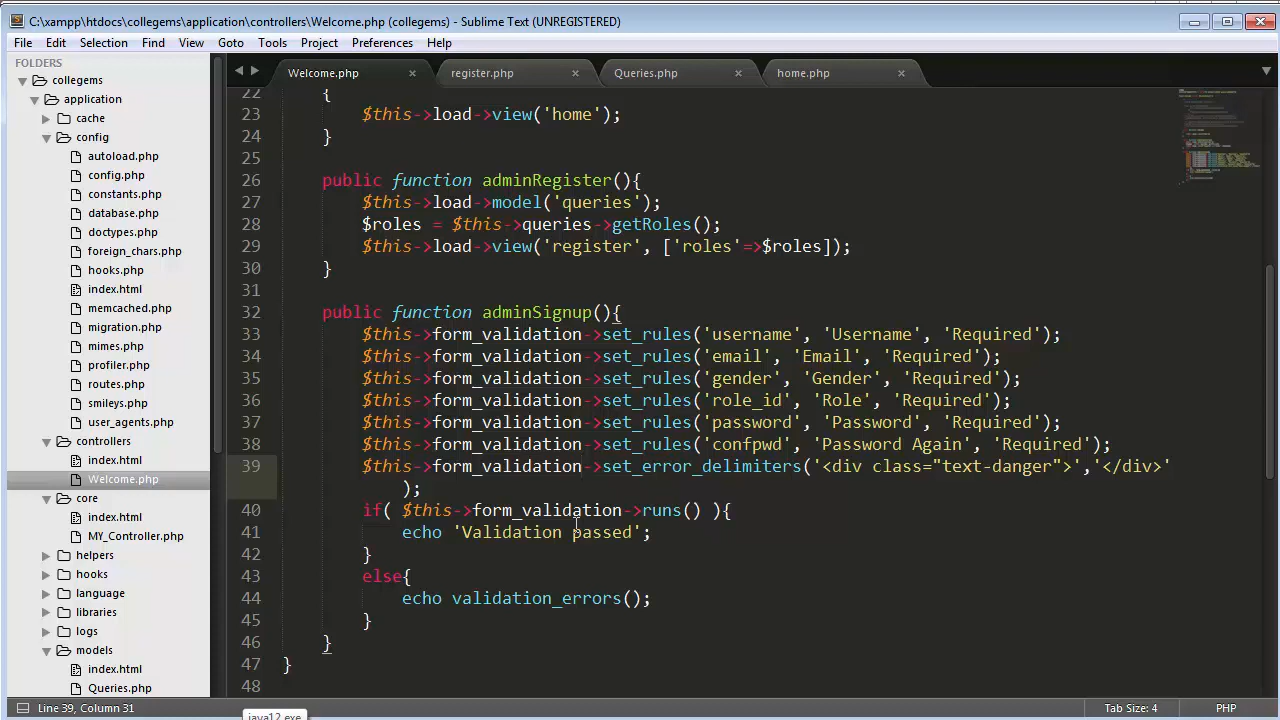 C:\xampp\htdocs\collegems\application\controllers\Welcome.php (collegems) - Sublime Text (UNREGISTERED)
File Edit Selection Find View Goto Tools Project Preferences Help
FOLDERS
collegems
application
cache
config
autoload.php
config.php
constants.php
database.php
doctypes.php
foreign_chars.php
hooks.php
index.html
memcached.php
migration.php
mimes.php
profiler.php
routes.php
smileys.php
user_agents.php
controllers
index.html
Welcome.php
core
index.html
MY_Controller.php
helpers
hooks
language
libraries
logs
models
index.html
Queries.php
Welcome.php × register.php × Queries.php × home.php ×
22 {
23 $this->load->view('home');
24 }
25
26 public function adminRegister(){
27 $this->load->model('queries');
28 $roles = $this->queries->getRoles();
29 $this->load->view('register', ['roles'=>$roles]);
30 }
31
32 public function adminSignup(){
33 $this->form_validation->set_rules('username', 'Username', 'Required');
34 $this->form_validation->set_rules('email', 'Email', 'Required');
35 $this->form_validation->set_rules('gender', 'Gender', 'Required');
36 $this->form_validation->set_rules('role_id', 'Role', 'Required');
37 $this->form_validation->set_rules('password', 'Password', 'Required');
38 $this->form_validation->set_rules('confpwd', 'Password Again', 'Required');
39 $this->form_validation->set_error_delimiters('<div class="text-danger">','</div>'
);
40 if( $this->form_validation->runs() ){
41 echo 'Validation passed';
42 }
43 else{
44 echo validation_errors();
45 }
46 }
47 }
48
Line 39, Column 31 Tab Size: 4 PHP
java12.exe